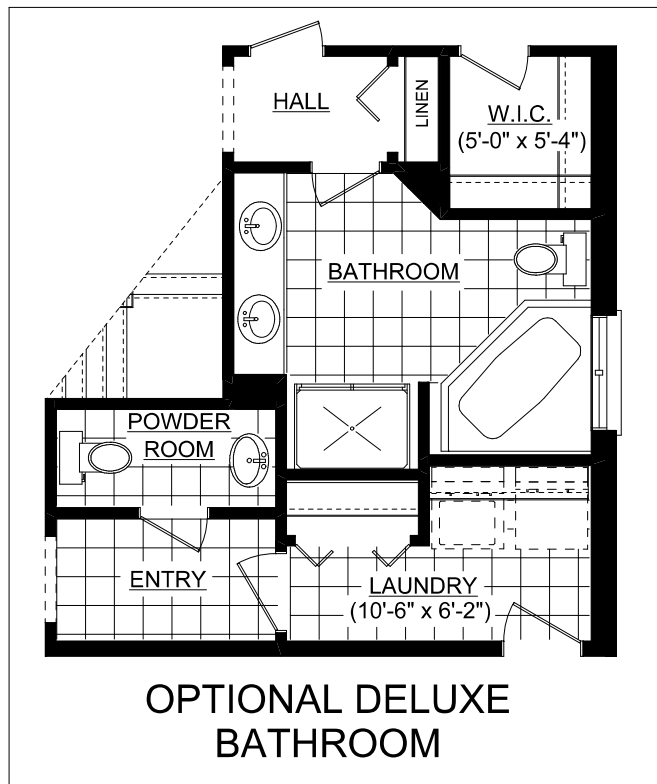 HALL
LINEN
W.I.C.
(5'-0" x 5'-4")
BATHROOM
POWDER
ROOM
ENTRY
LAUNDRY
(10'-6" x 6'-2")
OPTIONAL DELUXE
BATHROOM